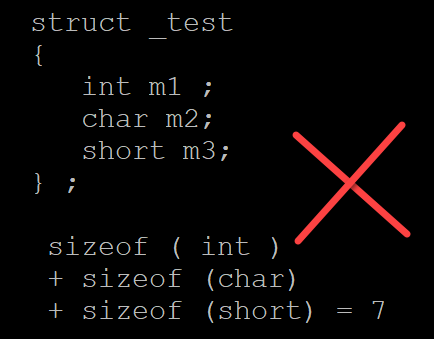 struct _test
{
int m1 ;
char m2;
short m3;
} ;
sizeof ( int )
+ sizeof (char)
+ sizeof (short) = 7